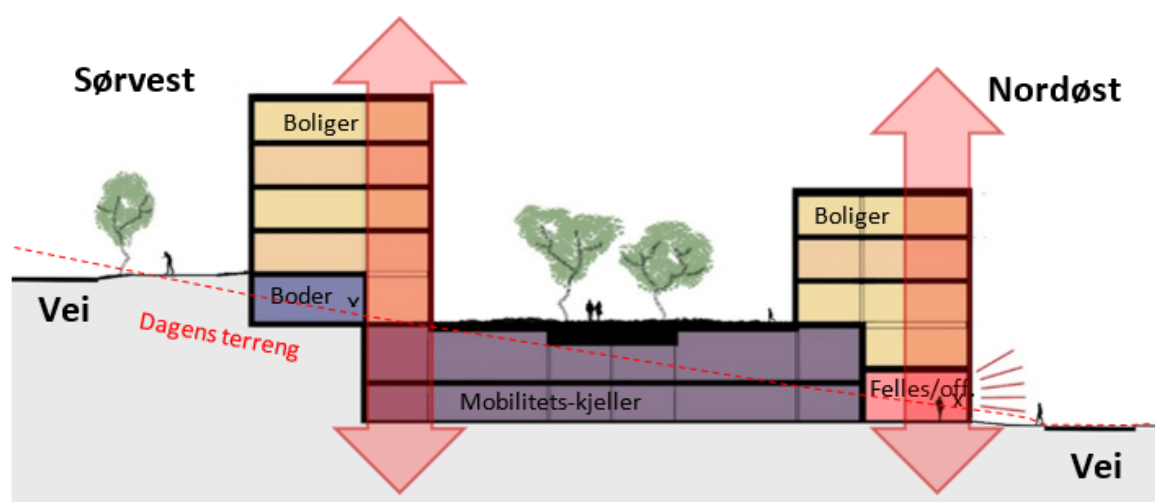 Sørvest
Nordøst
Boliger
Boliger
Boder
Vei
Dagens terreng
Felles/off.
Mobilitets-kjeller
Vei